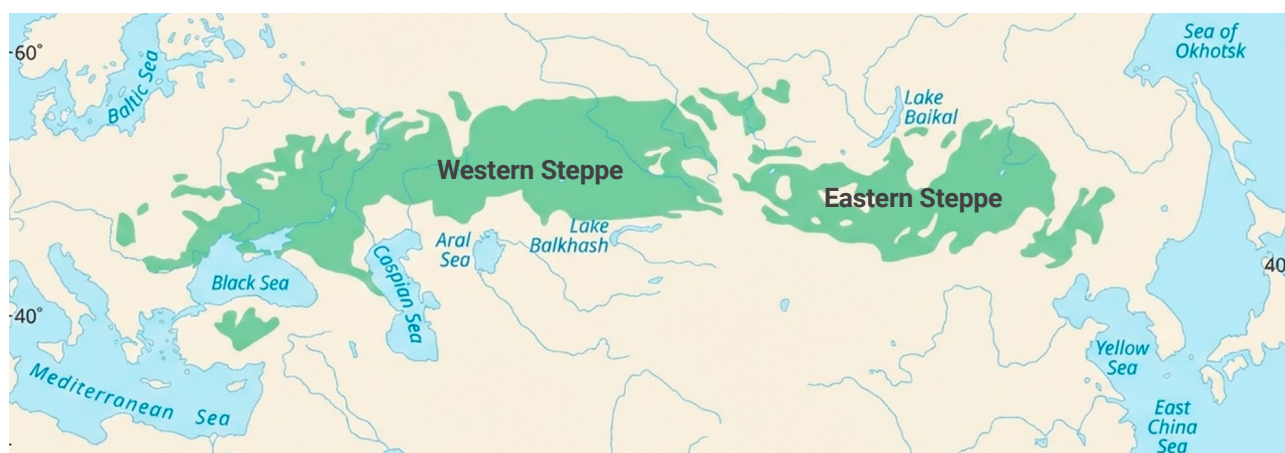 Sea of
Okhotsk
60°
Baltic Sea
Lake
Baikal
Western Steppe
Eastern Steppe
Lake
Balkhash
Aral
Sea
Caspian Sea
40
Black Sea
40°
Yellow
Sea
Mediterranean Sea
East
China
Sea